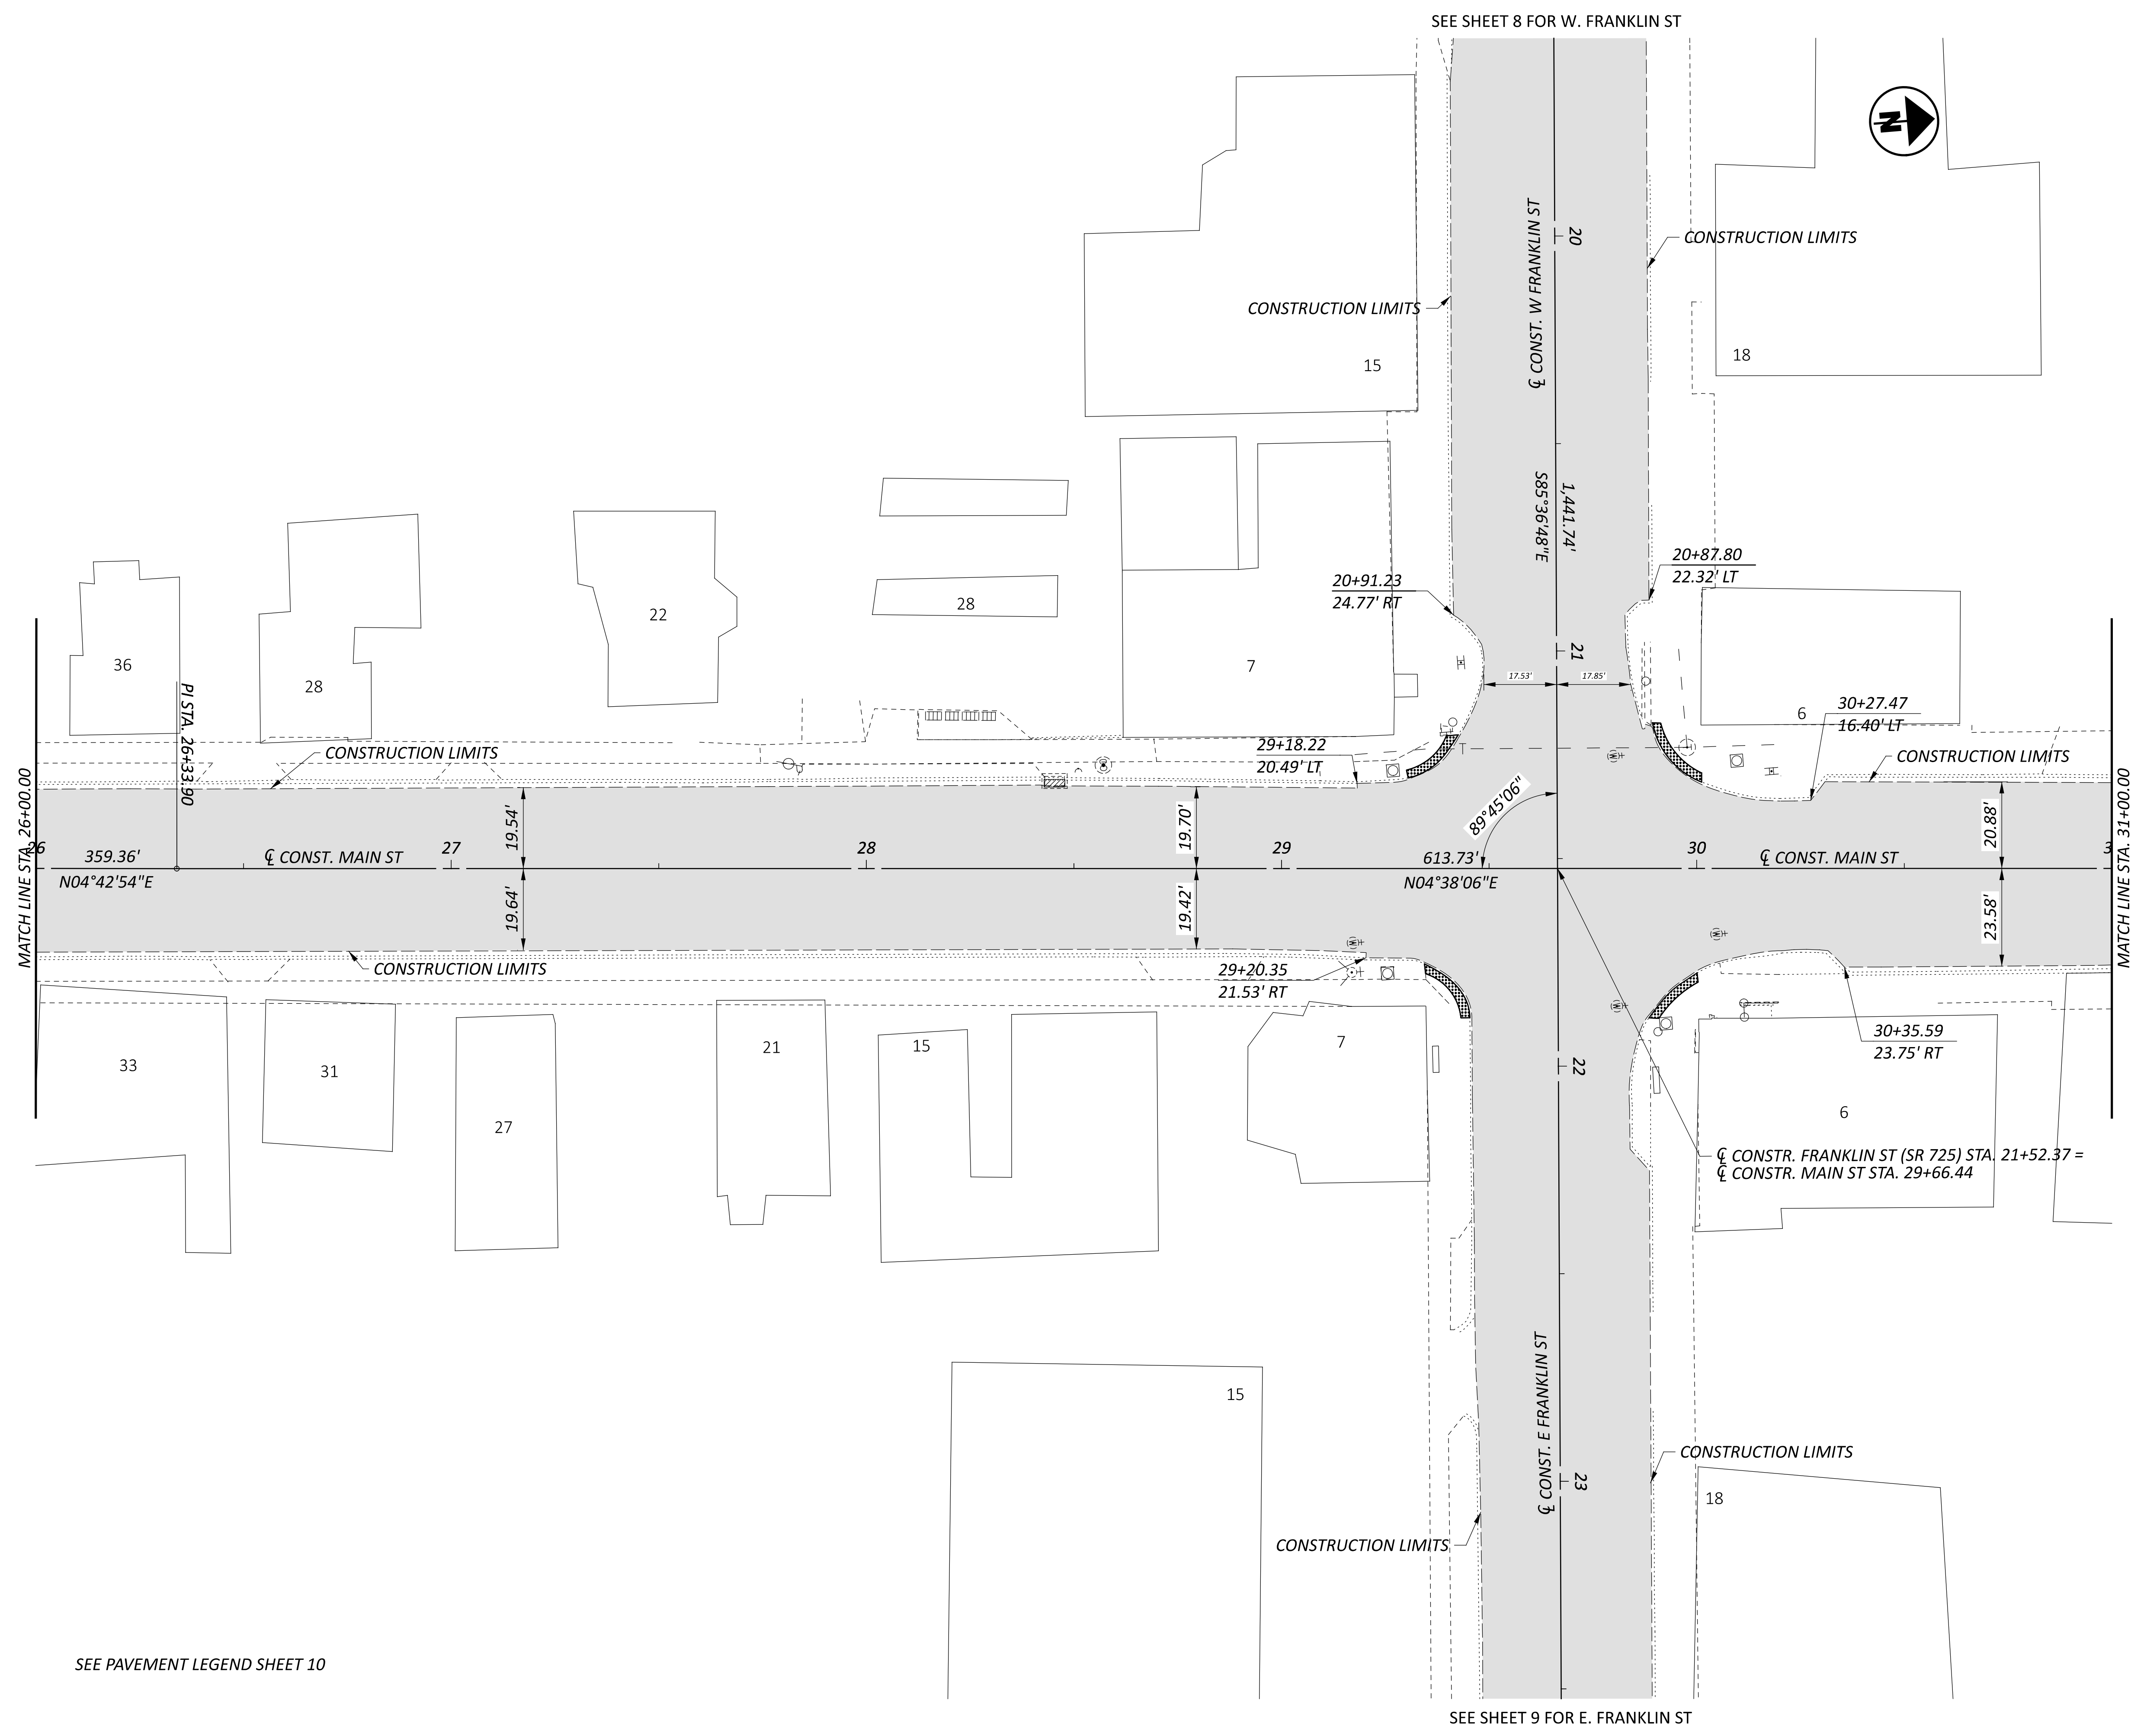 SEE SHEET 8 FOR W. FRANKLIN ST
N
20
℄ CONST. W FRANKLIN ST
CONSTRUCTION LIMITS
CONSTRUCTION LIMITS
15
18
1,441.74'
S85°36'48"E
20+87.80
22.32' LT
20+91.23
24.77' RT
28
22
36
28
7
21
17.53'
17.85'
6
30+27.47
16.40' LT
PI STA. 26+33.90
CONSTRUCTION LIMITS
29+18.22
20.49' LT
CONSTRUCTION LIMITS
MATCH LINE STA. 26+00.00
MATCH LINE STA. 31+00.00
89°45'06"
19.54'
19.70'
20.88'
26
27
28
29
30
3
359.36'
℄ CONST. MAIN ST
613.73'
℄ CONST. MAIN ST
N04°42'54"E
N04°38'06"E
19.64'
19.42'
23.58'
CONSTRUCTION LIMITS
29+20.35
21.53' RT
30+35.59
23.75' RT
33
31
27
21
15
7
22
6
℄ CONSTR. FRANKLIN ST (SR 725) STA. 21+52.37 =
℄ CONSTR. MAIN ST STA. 29+66.44
15
℄ CONST. E FRANKLIN ST
23
CONSTRUCTION LIMITS
18
CONSTRUCTION LIMITS
SEE PAVEMENT LEGEND SHEET 10
SEE SHEET 9 FOR E. FRANKLIN ST